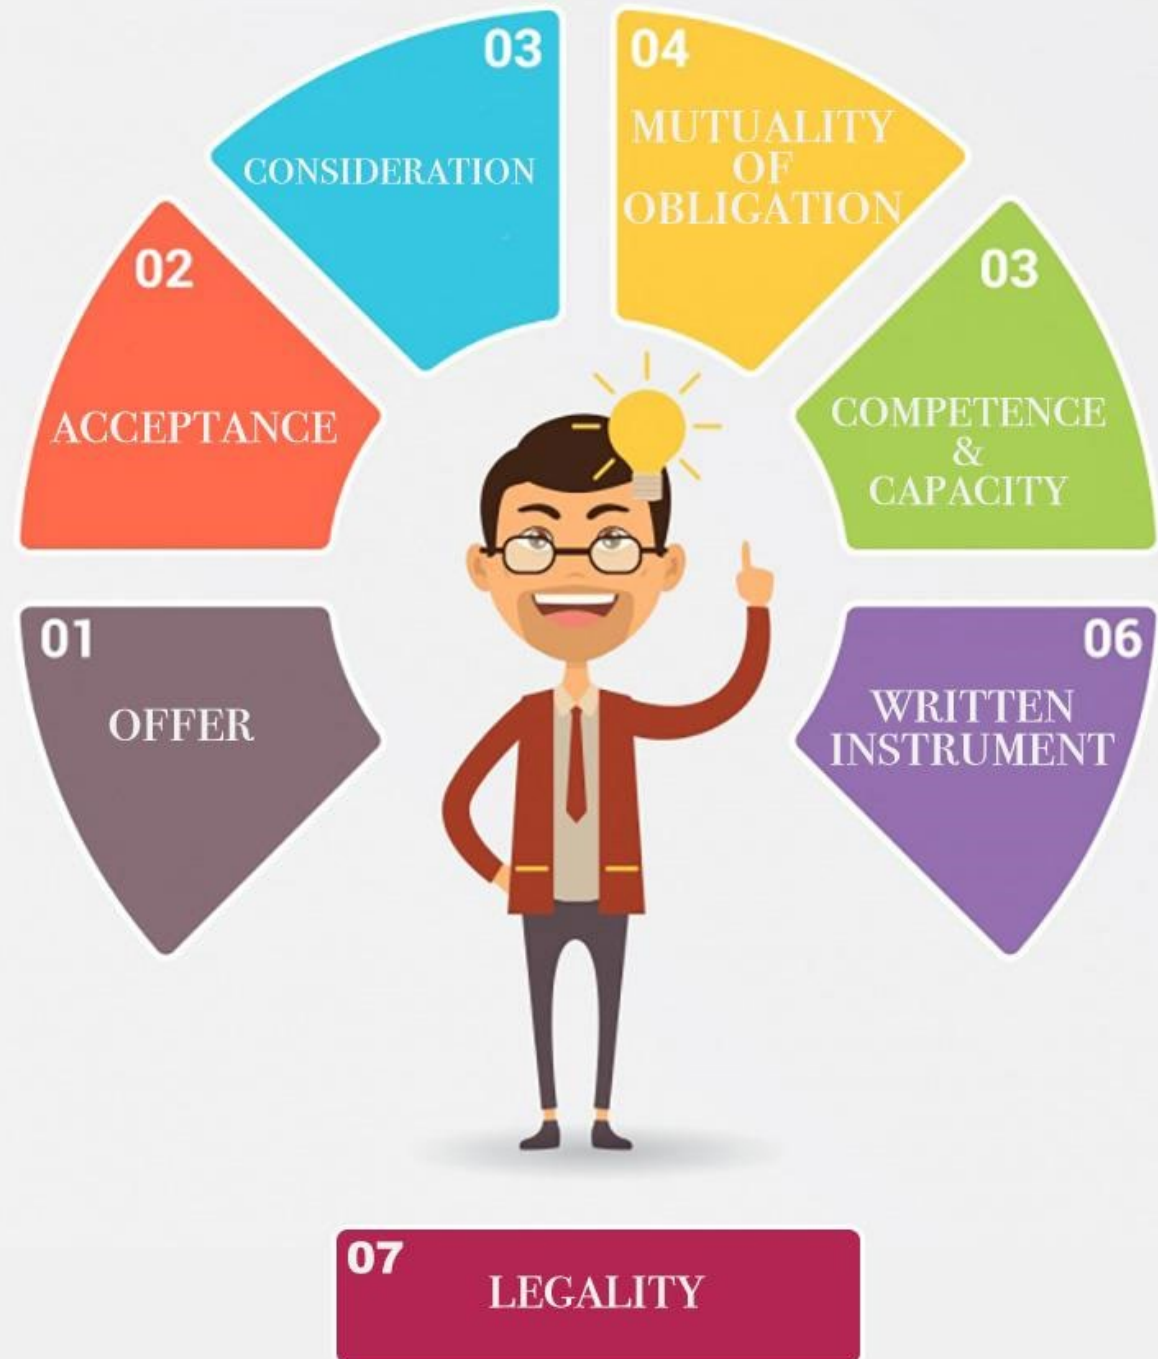 01
OFFER
02
ACCEPTANCE
03
CONSIDERATION
04
MUTUALITY
OF
OBLIGATION
03
COMPETENCE
&
CAPACITY
06
WRITTEN
INSTRUMENT
07
LEGALITY